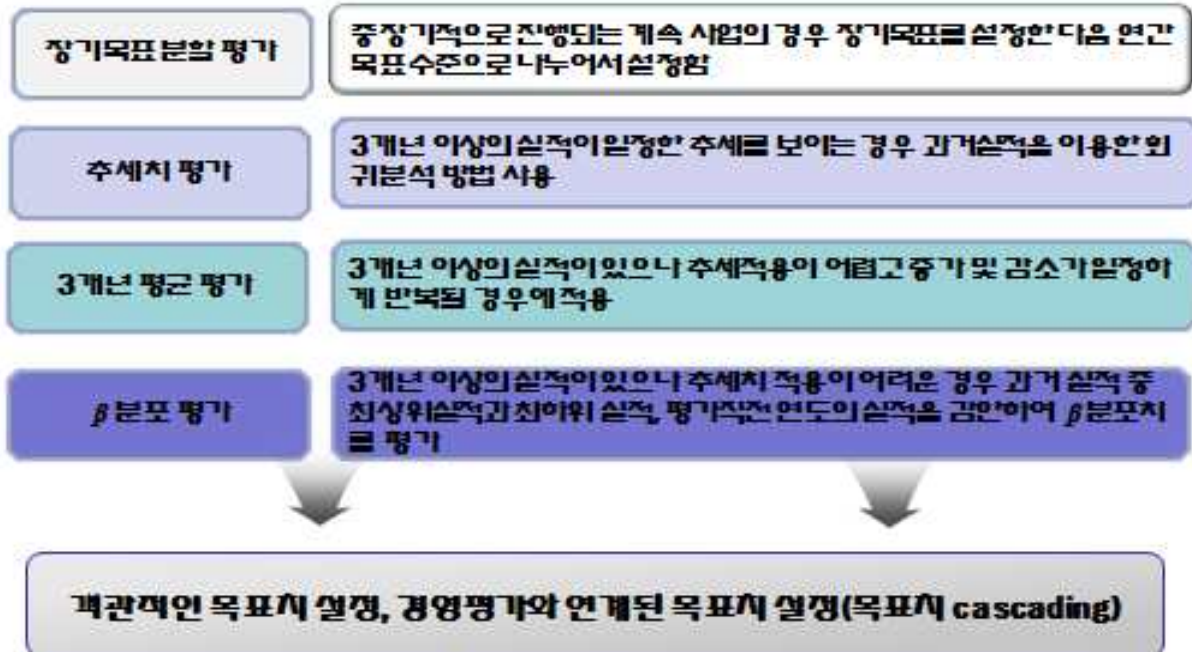 장기목표 분할 평가
중장기적으로 진행되는 계속 사업의 경우 장기목표를 설정한 다음 연간
목표수준으로 나누어서 설정함
추세치 평가
3개년 이상의 실적이 일정한 추세를 보이는 경우 과거실적을 이용한 회
귀분석 방법 사용
3개년 평균 평가
3개년 이상의 실적이 있으나 추세적용이 어렵고 증가 및 감소가 일정하
게 반복될 경우에 적용
β분포 평가
3개년 이상의 실적이 있으나 추세치 적용이 어려운 경우 과거 실적 중
최상위실적과 최하위 실적, 평가직전연도의 실적을 감안하여 β분포치
를 평가
객관적인 목표치 설정, 경영평가와 연계된 목표치 설정(목표치 cascading)